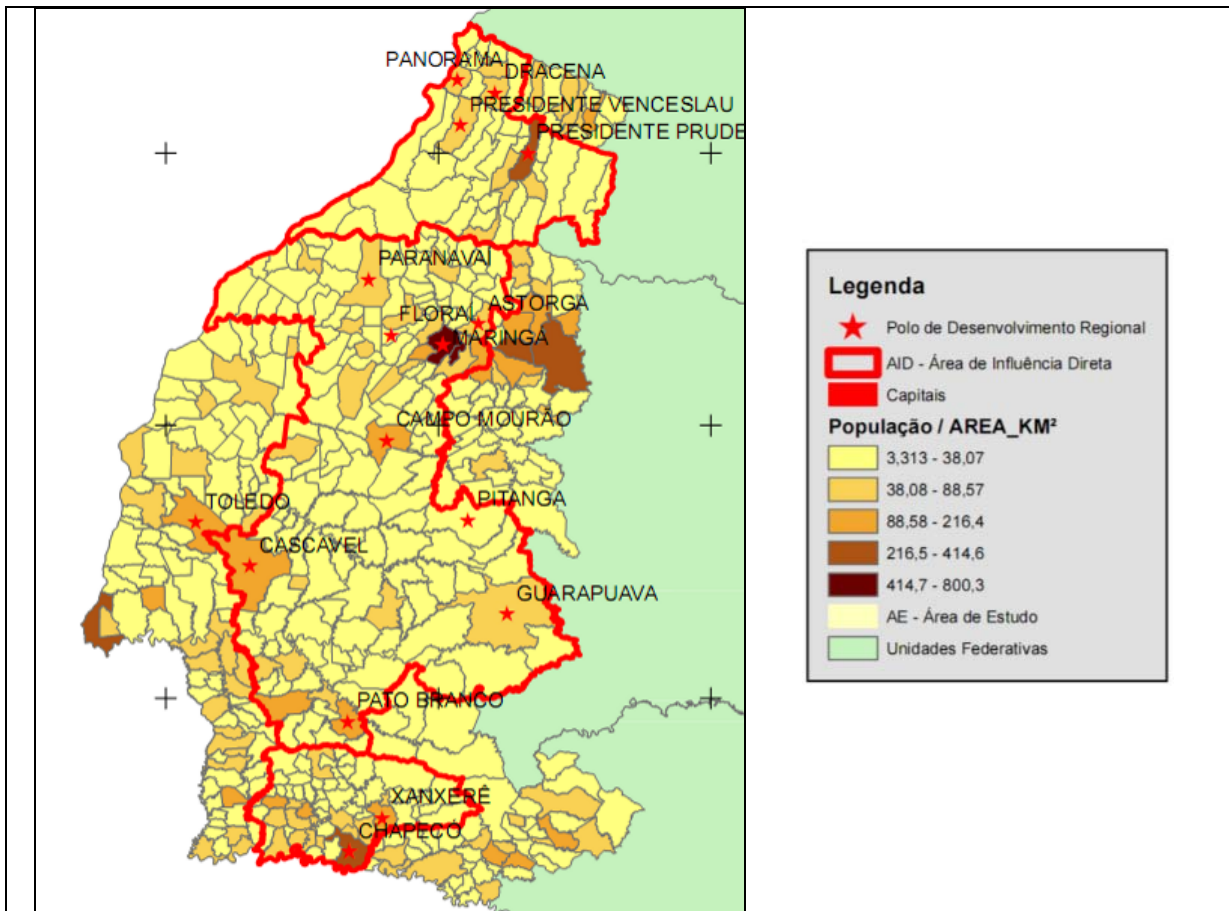 PANORAMA
DRACENA
PRESIDENTE VENCESLAU
PRESIDENTE PRUDE
PARANAVAÍ
ASTORGA
FLORAÍ
MARINGÁ
CAMPO MOURÃO
TOLEDO
PITANGA
CASCAVEL
GUARAPUAVA
PATO BRANCO
XANXERÊ
CHAPECÓ
Legenda
Polo de Desenvolvimento Regional
AID - Área de Influência Direta
Capitais
População / AREA_KM²
3,313 - 38,07
38,08 - 88,57
88,58 - 216,4
216,5 - 414,6
414,7 - 800,3
AE - Área de Estudo
Unidades Federativas